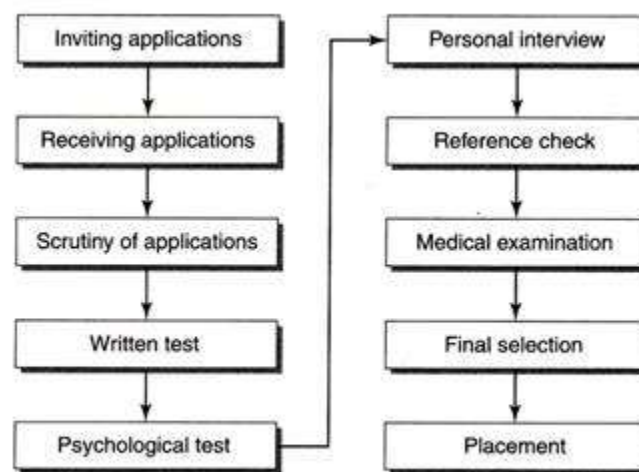 Inviting applications
Receiving applications
Scrutiny of applications
Written test
Psychological test
Personal interview
Reference check
Medical examination
Final selection
Placement